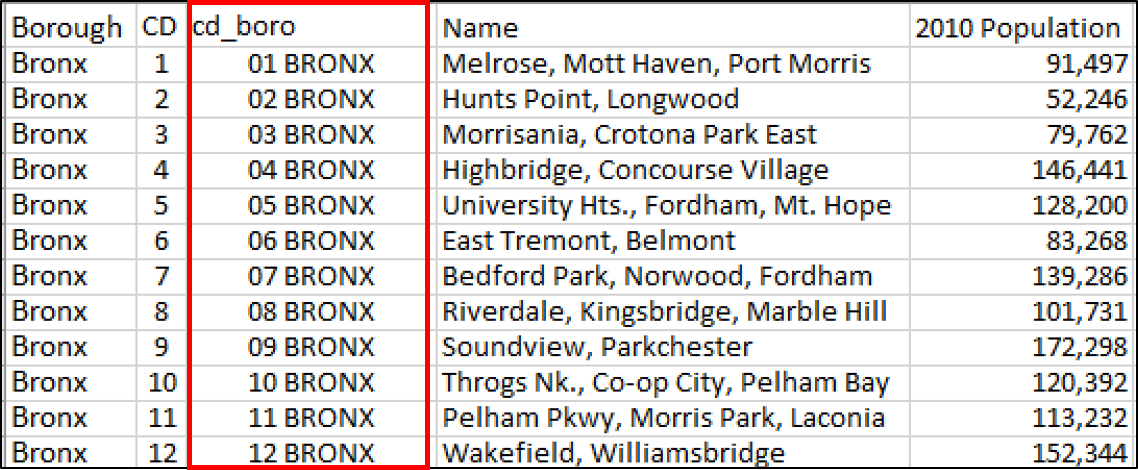 Borough CD cd_boro Name 2010 Population
Bronx 1 01 BRONX Melrose, Mott Haven, Port Morris 91,497
Bronx 2 02 BRONX Hunts Point, Longwood 52,246
Bronx 3 03 BRONX Morrisania, Crotona Park East 79,762
Bronx 4 04 BRONX Highbridge, Concourse Village 146,441
Bronx 5 05 BRONX University Hts., Fordham, Mt. Hope 128,200
Bronx 6 06 BRONX East Tremont, Belmont 83,268
Bronx 7 07 BRONX Bedford Park, Norwood, Fordham 139,286
Bronx 8 08 BRONX Riverdale, Kingsbridge, Marble Hill 101,731
Bronx 9 09 BRONX Soundview, Parkchester 172,298
Bronx 10 10 BRONX Throgs Nk., Co-op City, Pelham Bay 120,392
Bronx 11 11 BRONX Pelham Pkwy, Morris Park, Laconia 113,232
Bronx 12 12 BRONX Wakefield, Williamsbridge 152,344